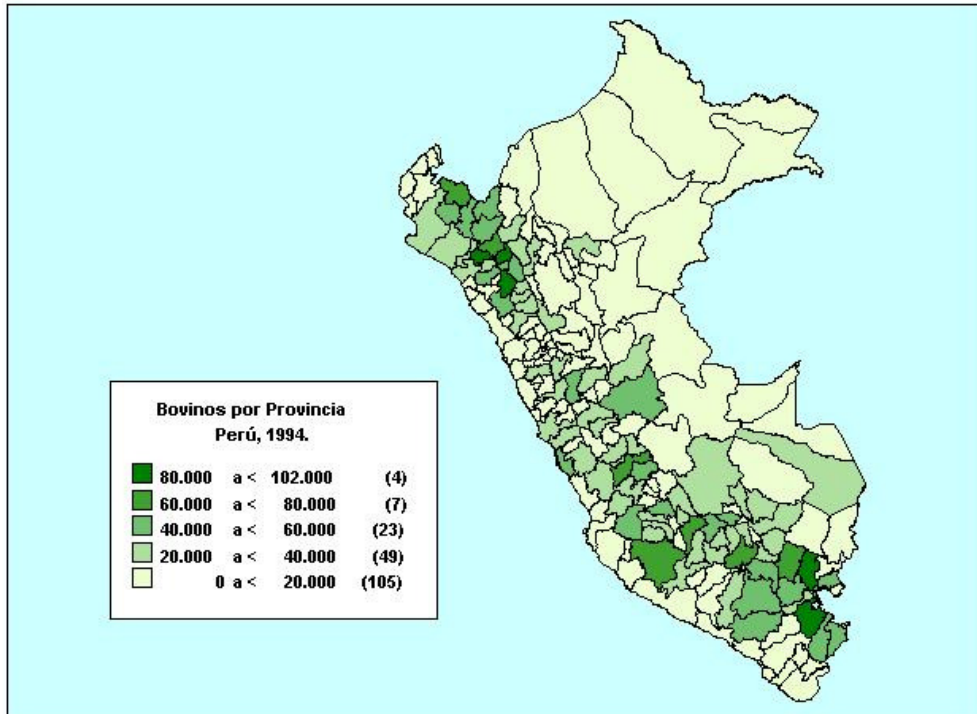 Bovinos por Provincia
Perú, 1994.
80.000 a < 102.000 (4)
60.000 a < 80.000 (7)
40.000 a < 60.000 (23)
20.000 a < 40.000 (49)
0 a < 20.000 (105)